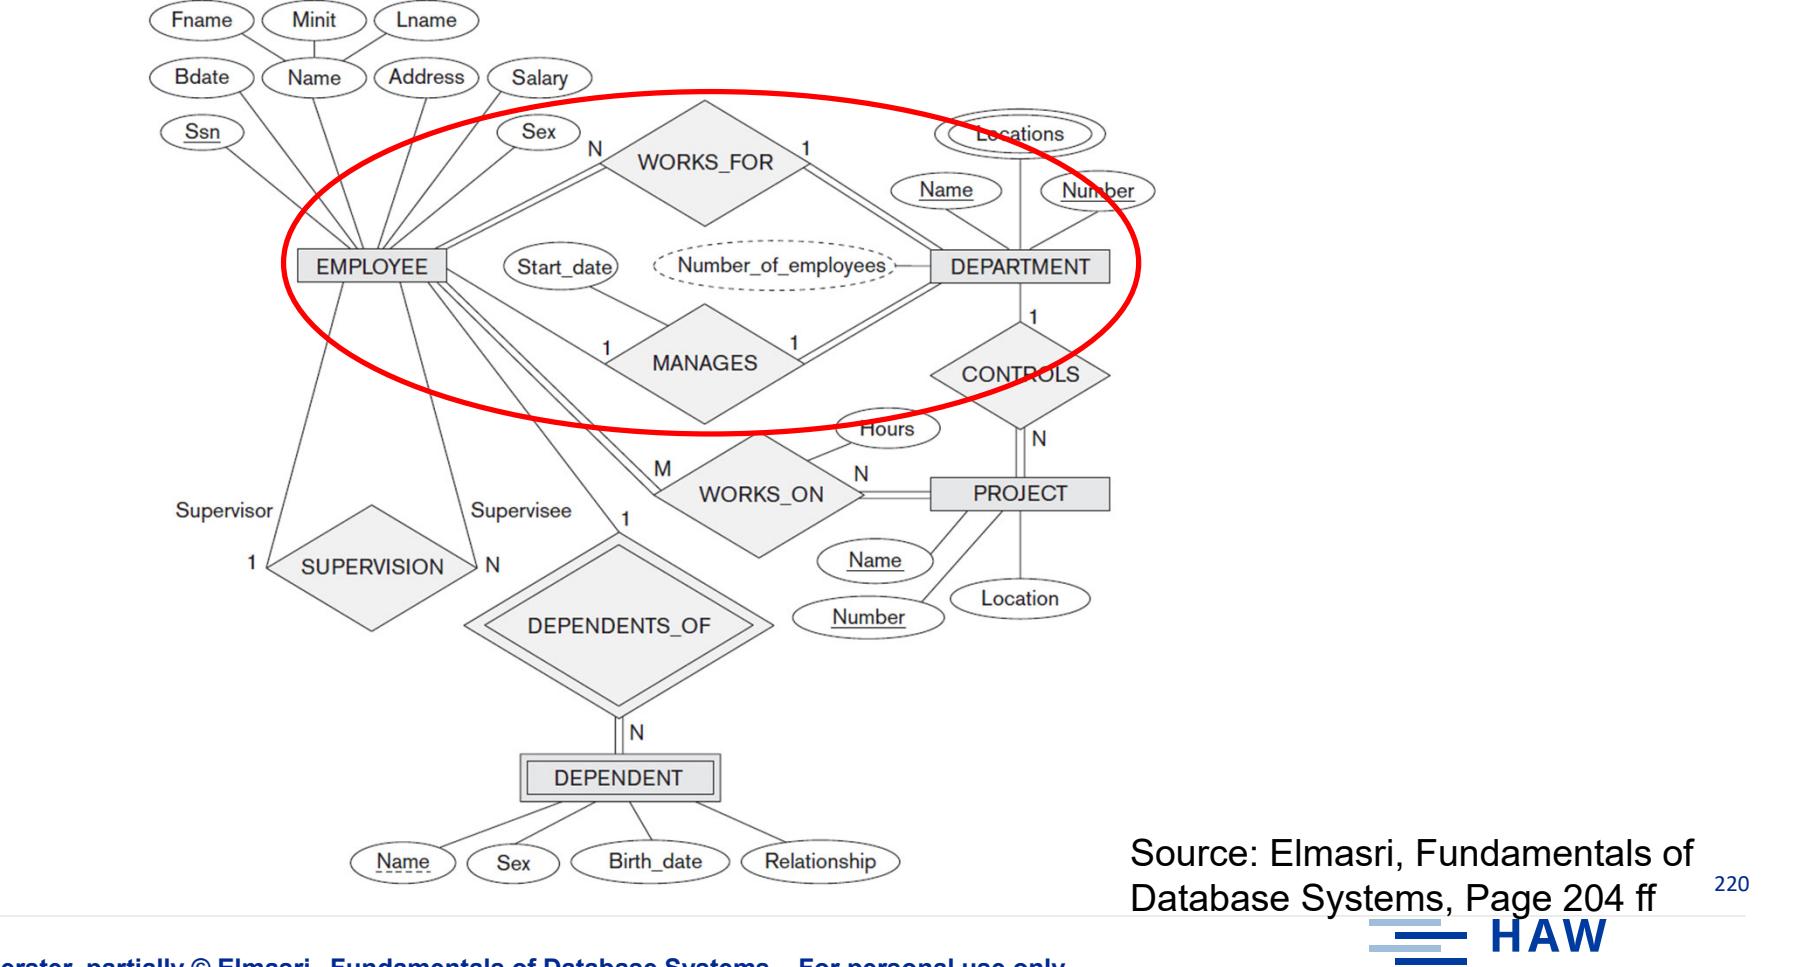 Fname Minit Lname
Bdate Name Address Salary
Ssn Sex
N WORKS_FOR 1
Locations
Name Number
EMPLOYEE Start_date Number_of_employees DEPARTMENT
1 MANAGES 1
1
CONTROLS
N
Hours
M WORKS_ON N
PROJECT
Supervisor Supervisee
1 SUPERVISION N
1
Name
Number
Location
DEPENDENTS_OF
N
DEPENDENT
Name Sex Birth_date Relationship
Source: Elmasri, Fundamentals of
Database Systems, Page 204 ff
220
HAW
partially © Elmasri Fundamentals of Database Systems For personal use only